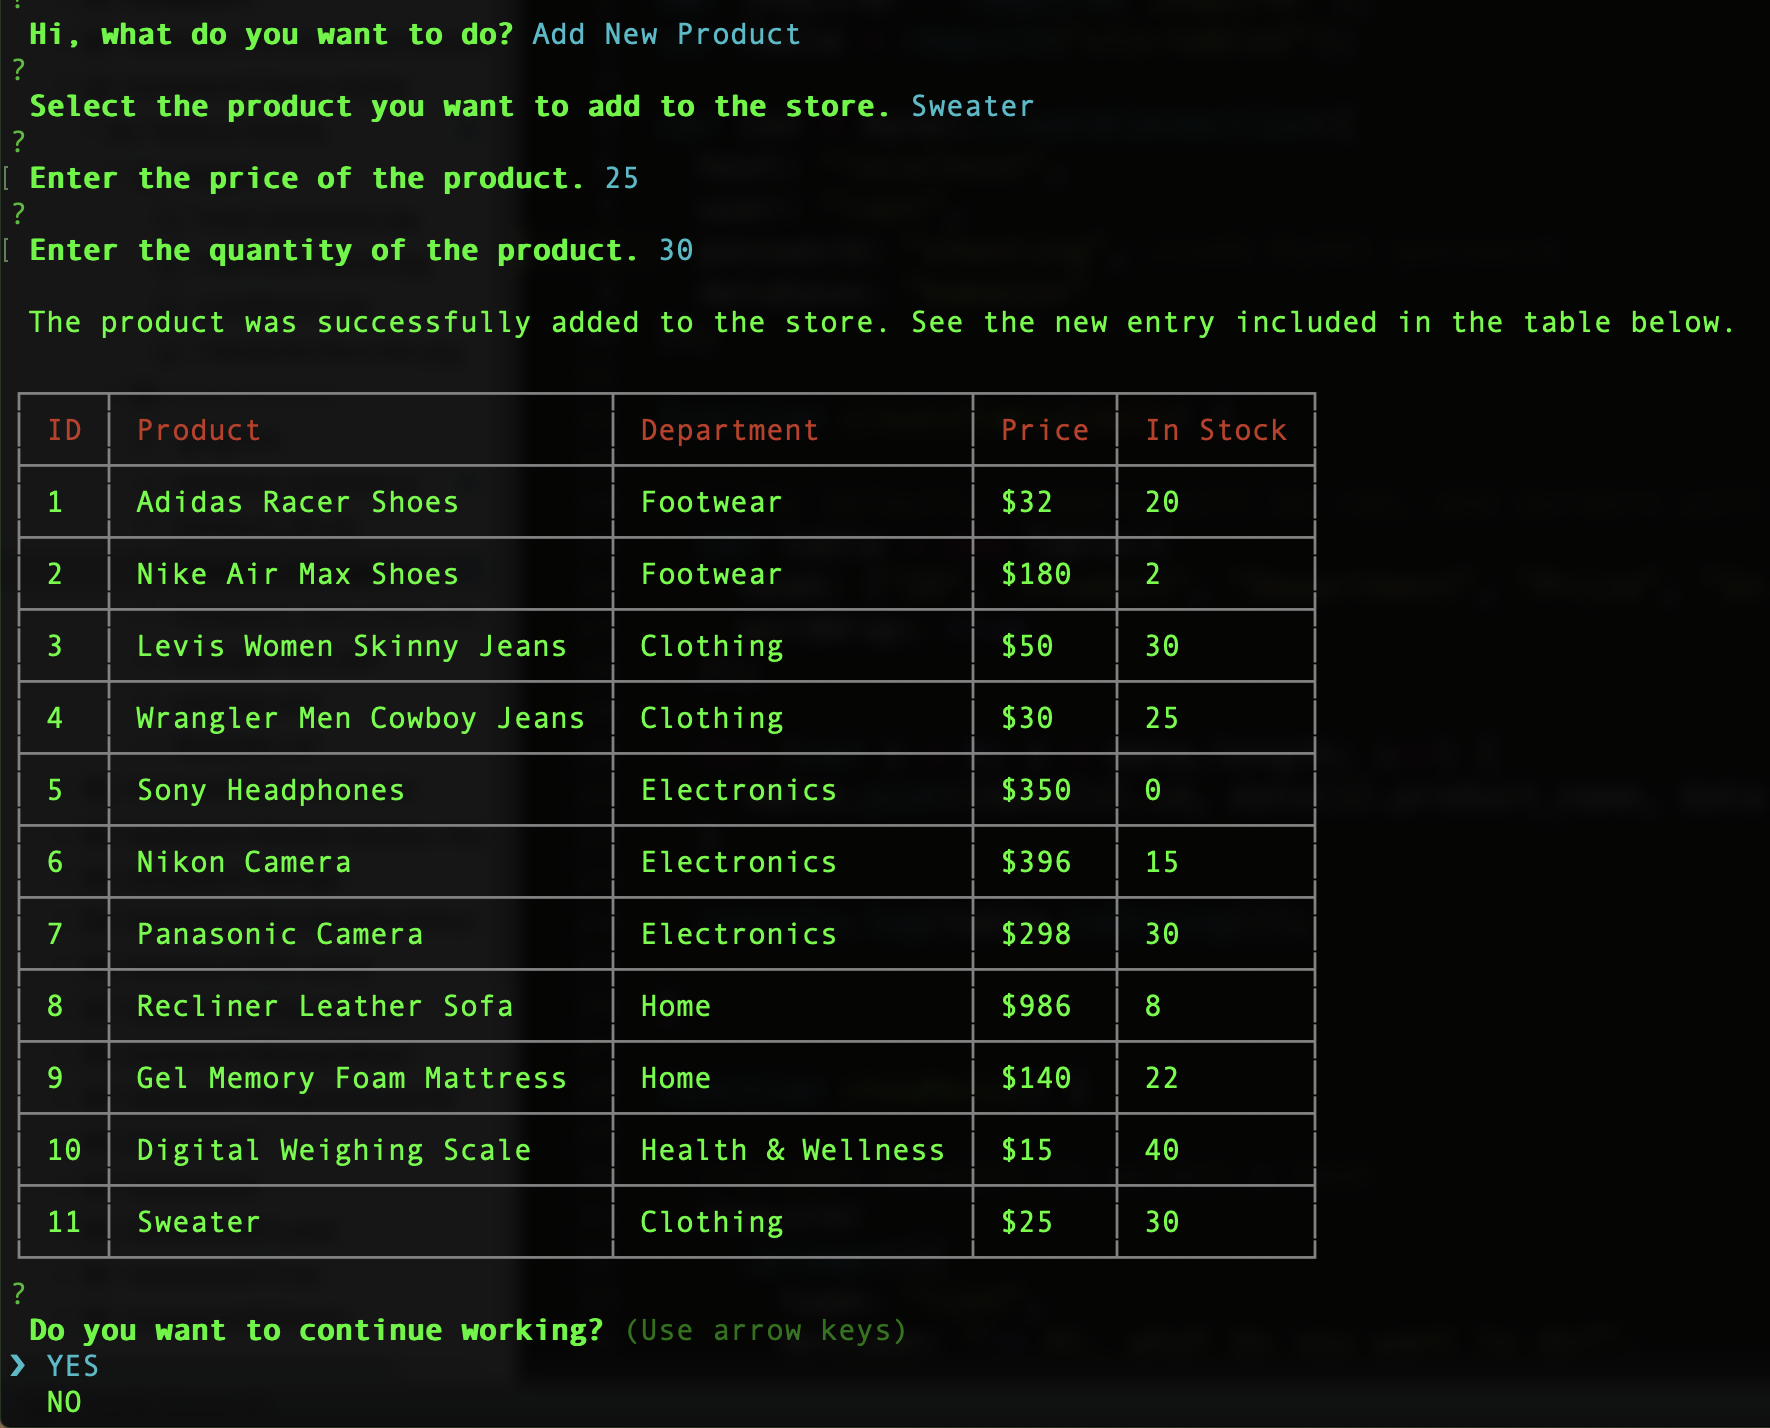 ?
Hi, what do you want to do? Add New Product
?
Select the product you want to add to the store. Sweater
?
[ Enter the price of the product. 25
?
[ Enter the quantity of the product. 30
The product was successfully added to the store. See the new entry included in the table below.
ID Product Department Price In Stock
1 Adidas Racer Shoes Footwear $32 20
2 Nike Air Max Shoes Footwear $180 2
3 Levis Women Skinny Jeans Clothing $50 30
4 Wrangler Men Cowboy Jeans Clothing $30 25
5 Sony Headphones Electronics $350 0
6 Nikon Camera Electronics $396 15
7 Panasonic Camera Electronics $298 30
8 Recliner Leather Sofa Home $986 8
9 Gel Memory Foam Mattress Home $140 22
10 Digital Weighing Scale Health & Wellness $15 40
11 Sweater Clothing $25 30
?
Do you want to continue working? (Use arrow keys)
❯ YES
NO